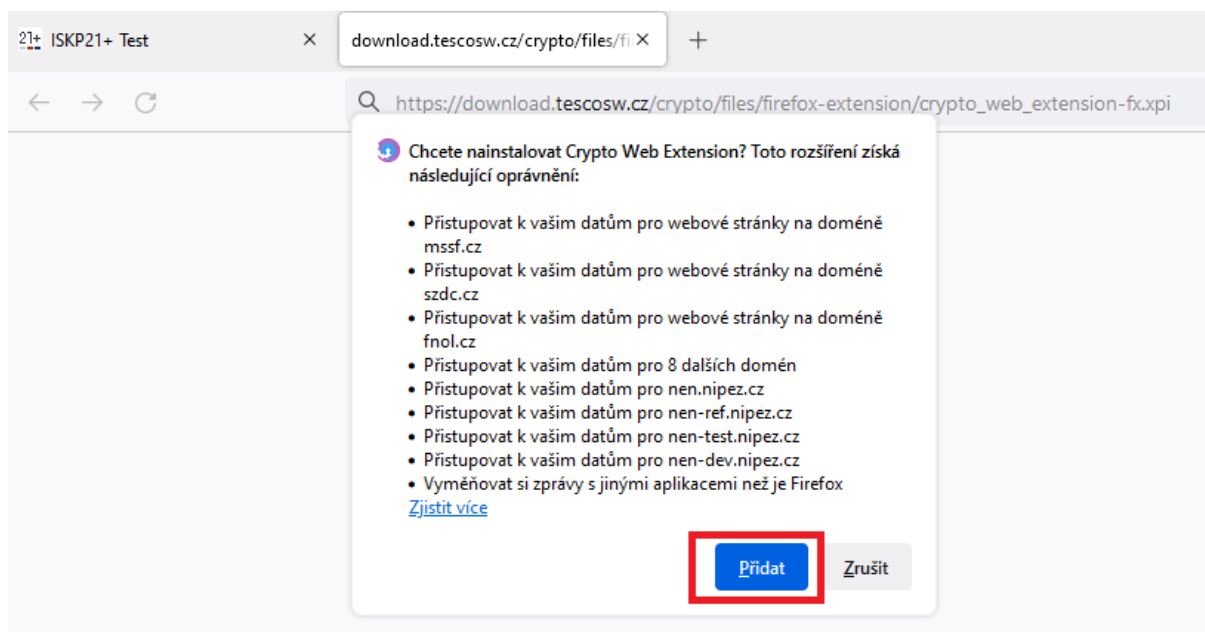 21+ ISKP21+ Test
download.tescosw.cz/crypto/files/fi
https://download.tescosw.cz/crypto/files/firefox-extension/crypto_web_extension-fx.xpi
Chcete nainstalovat Crypto Web Extension? Toto rozšíření získá
následující oprávnění:
• Přistupovat k vašim datům pro webové stránky na doméně
mssf.cz
• Přistupovat k vašim datům pro webové stránky na doméně
szdc.cz
• Přistupovat k vašim datům pro webové stránky na doméně
fnol.cz
• Přistupovat k vašim datům pro 8 dalších domén
• Přistupovat k vašim datům pro nen.nipez.cz
• Přistupovat k vašim datům pro nen-ref.nipez.cz
• Přistupovat k vašim datům pro nen-test.nipez.cz
• Přistupovat k vašim datům pro nen-dev.nipez.cz
• Vyměňovat si zprávy s jinými aplikacemi než je Firefox
Zjistit více
Přidat Zrušit